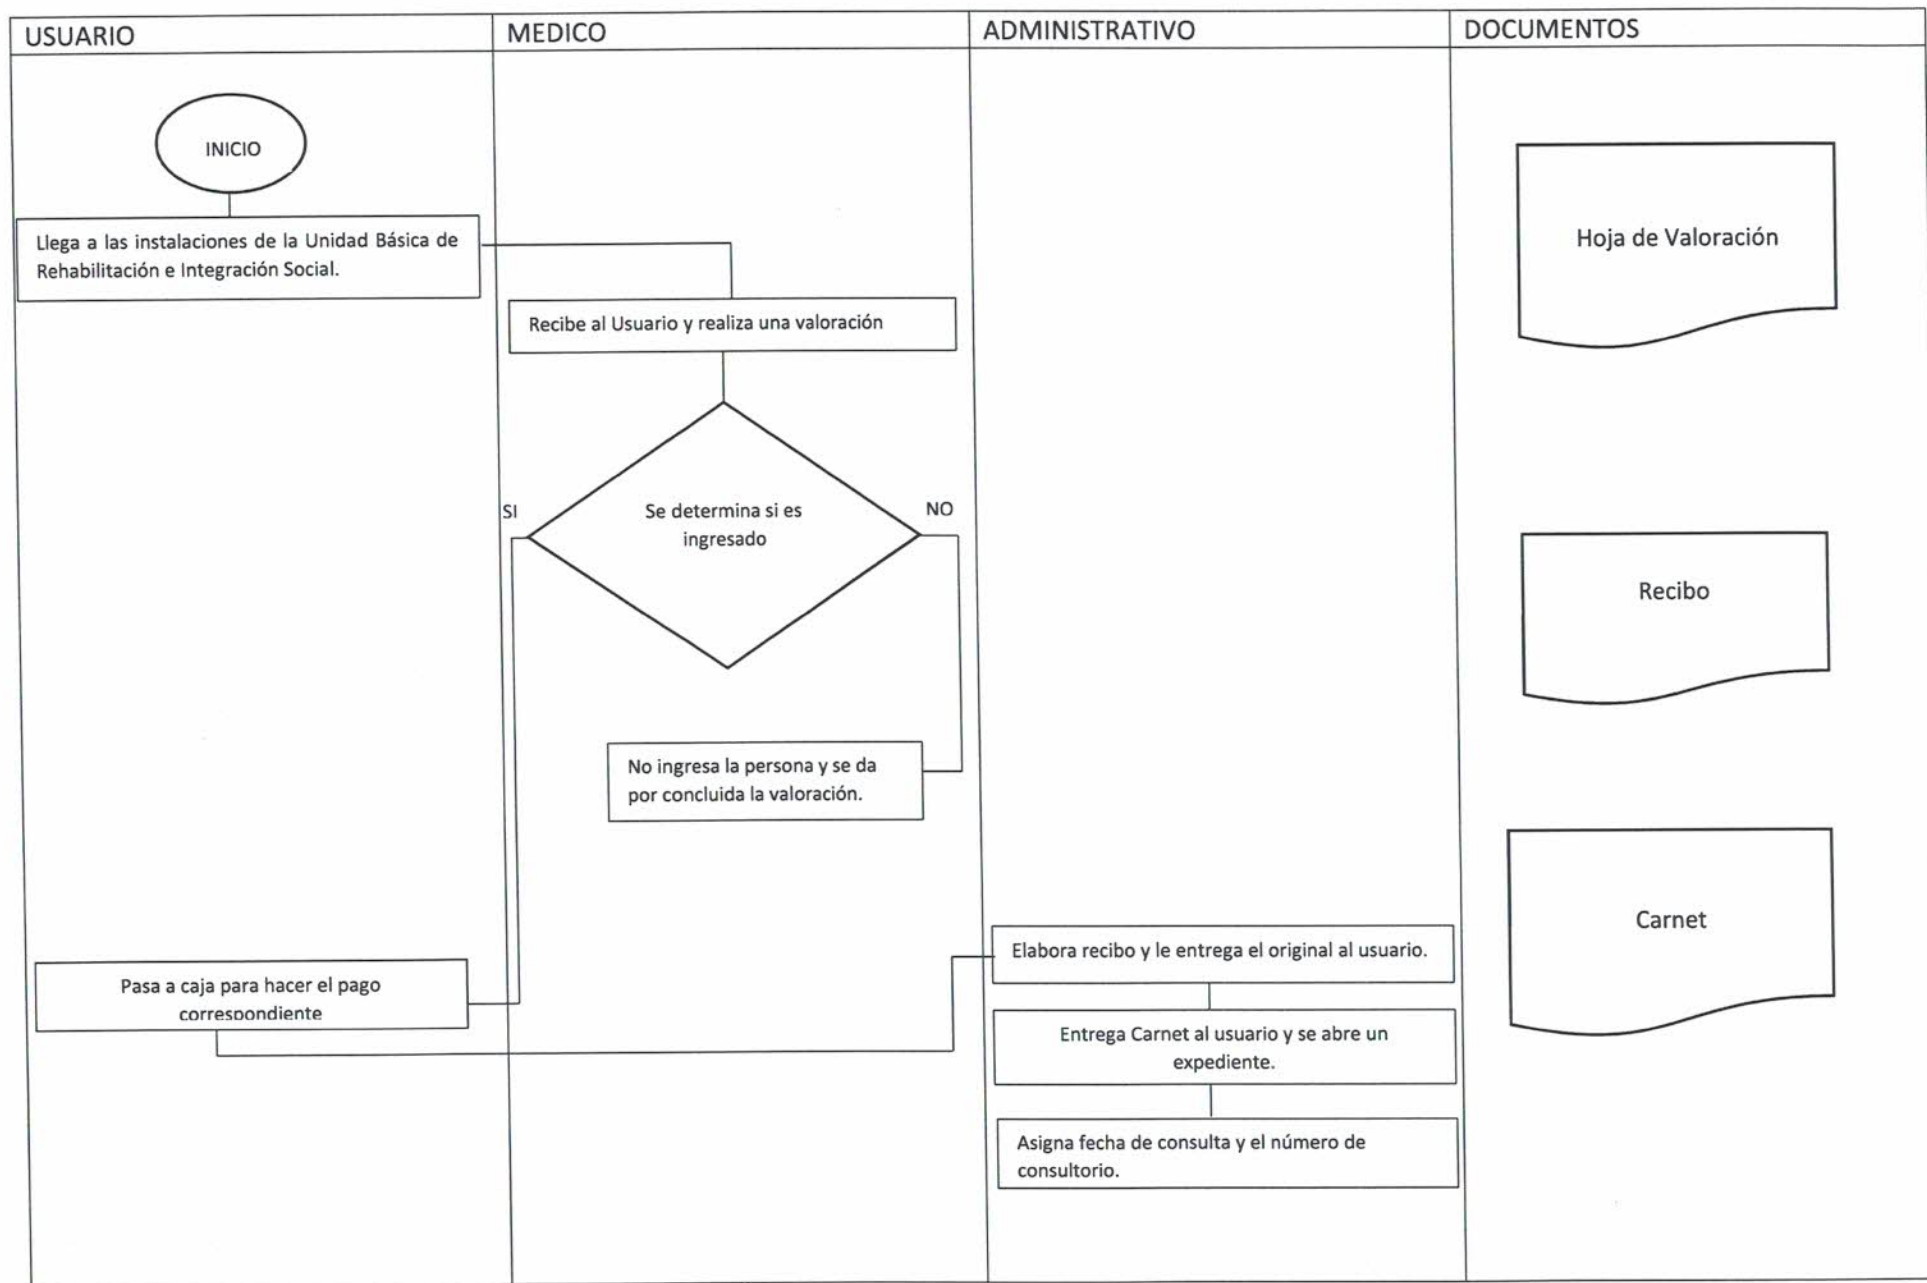 USUARIO
MEDICO
ADMINISTRATIVO
DOCUMENTOS
INICIO
Llega a las instalaciones de la Unidad Básica de
Rehabilitación e Integración Social.
Recibe al Usuario y realiza una valoración
SI
Se determina si es
ingresado
NO
No ingresa la persona y se da
por concluida la valoración.
Pasa a caja para hacer el pago
correspondiente
Elabora recibo y le entrega el original al usuario.
Entrega Carnet al usuario y se abre un
expediente.
Asigna fecha de consulta y el número de
consultorio.
Hoja de Valoración
Recibo
Carnet